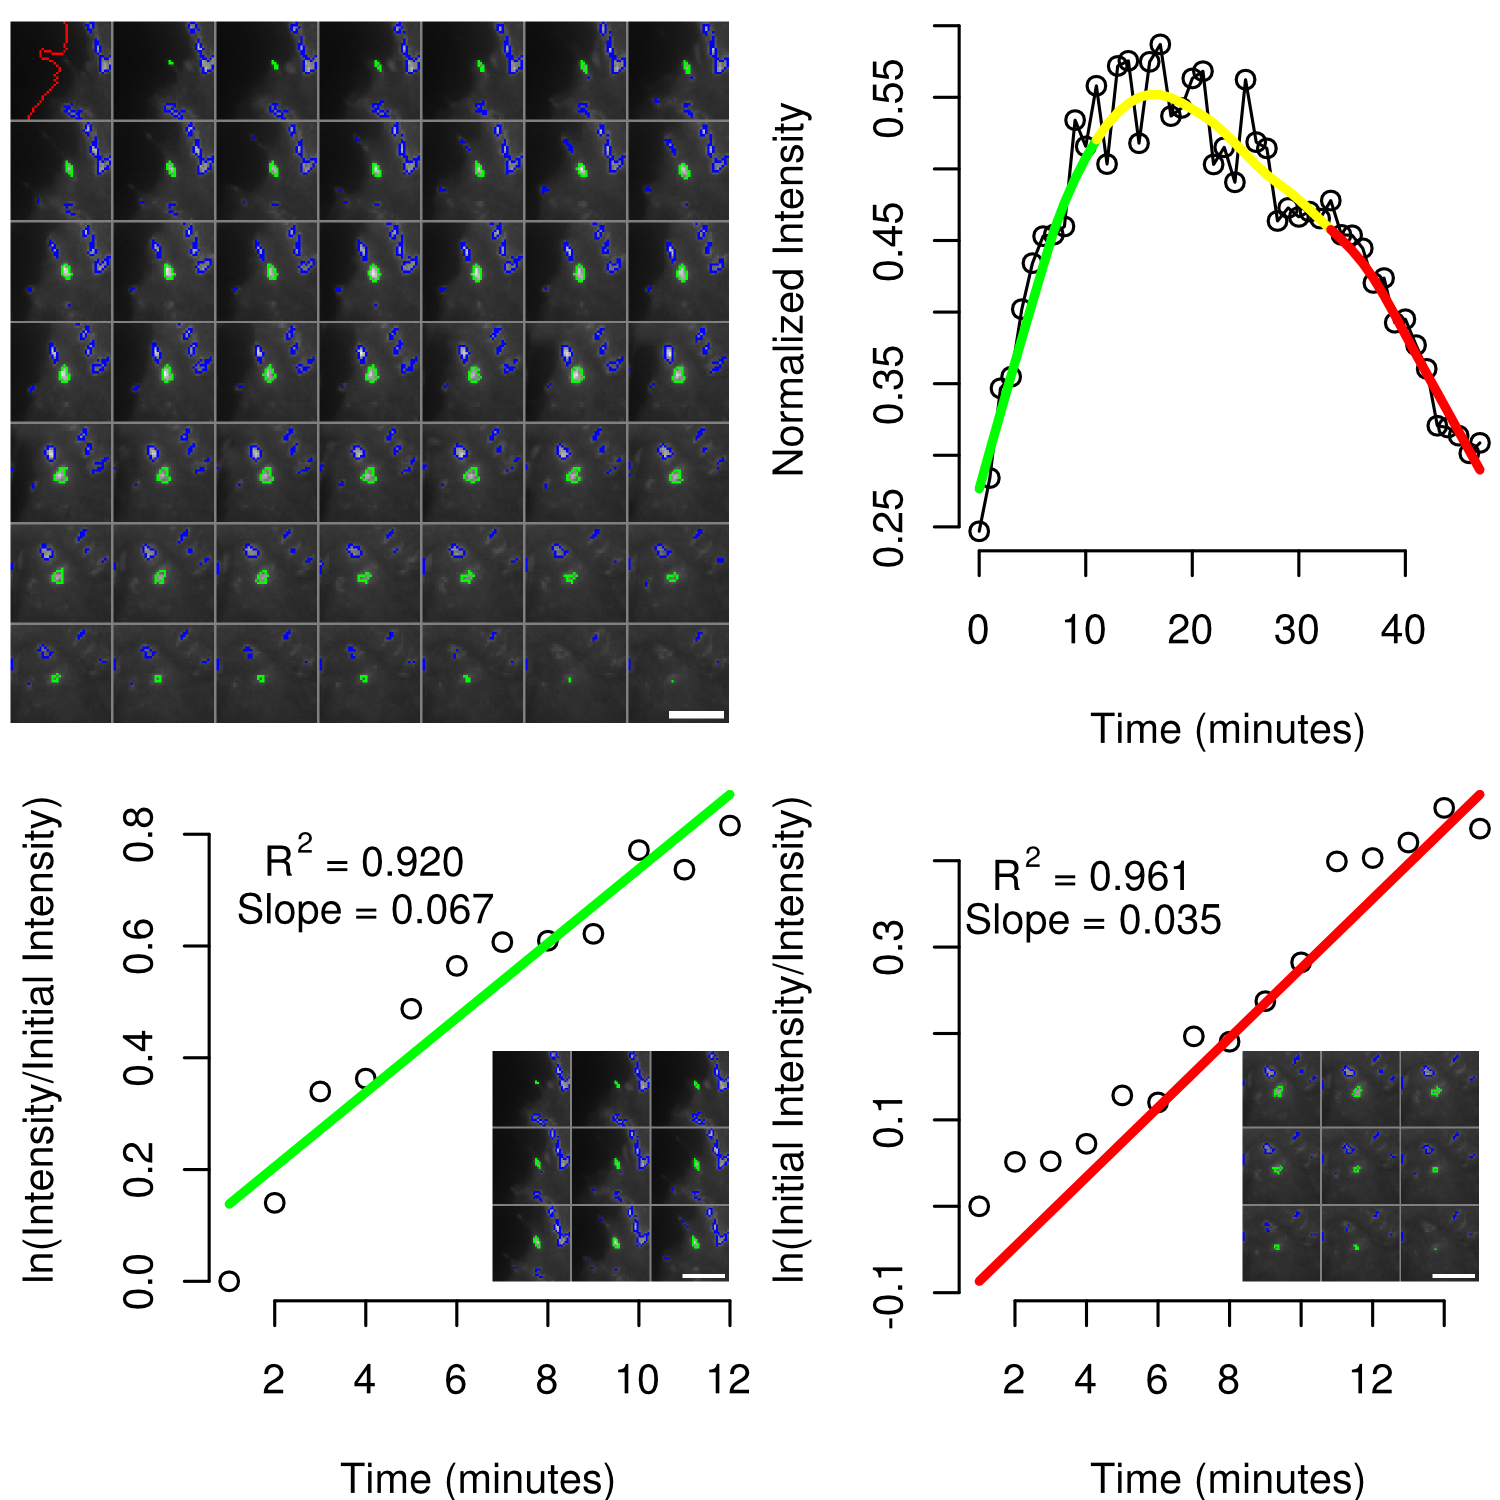 Normalized Intensity
0.55
0.45
0.35
0.25
0 10 20 30 40
Time (minutes)
ln(Intensity/Initial Intensity)
0.8
0.6
0.4
0.2
0.0
R2 = 0.920
Slope = 0.067
2 4 6 8 10 12
Time (minutes)
ln(Initial Intensity/Intensity)
0.3
0.1
-0.1
R2 = 0.961
Slope = 0.035
2 4 6 8 12
Time (minutes)